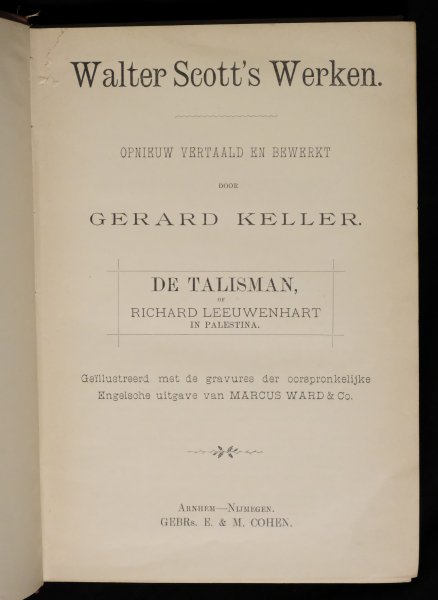 Walter Scott's Werken.
OPNIEUW VERTAALD EN BEWERKT
DOOR
GERARD KELLER.
DE TALISMAN,
OF
RICHARD LEEUWENHART
IN PALESTINA.
Geïllustreerd met de gravures der oorspronkelijke
Engelsche uitgave van MARCUS WARD & Co.
ARNHEM—NIJMEGEN.
GEBRs. E. & M. COHEN.